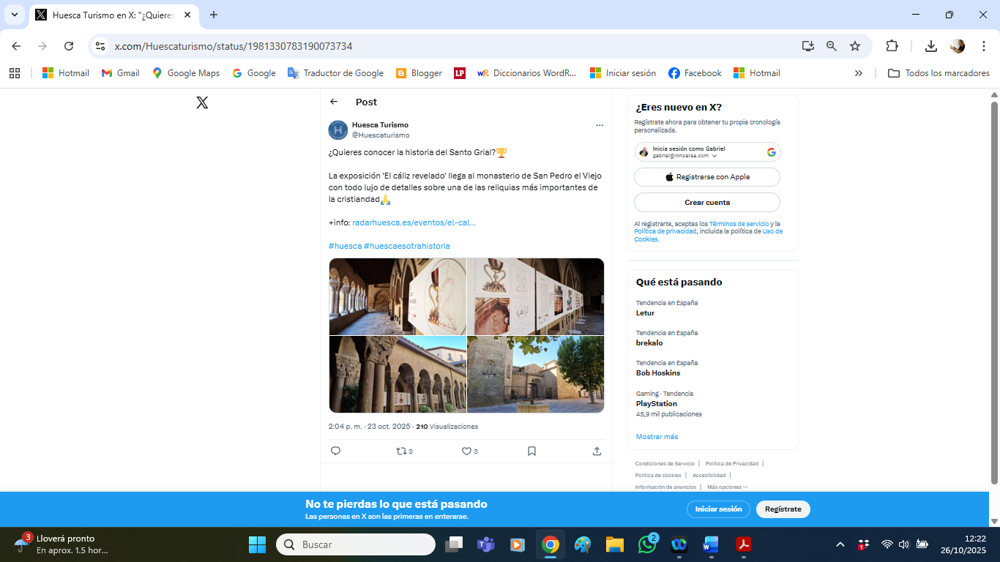 Huesca Turismo en X: "¿Quieres
x.com/Huescaturismo/status/1981330783190073734
Hotmail
Gmail
Google Maps
Google
Traductor de Google
Blogger
LP
Diccionarios WordR...
Iniciar sesión
Facebook
Hotmail
Todos los marcadores
Post
Huesca Turismo
@Huescaturismo
¿Quieres conocer la historia del Santo Grial?🏆
La exposición 'El cáliz revelado' llega al monasterio de San Pedro el Viejo
con todo lujo de detalles sobre una de las reliquias más importantes de
la cristiandad🙏
+info: radarhuesca.es/eventos/el-cal...
#huesca #huescaesotrahistoria
2:04 p. m. · 23 oct. 2025 · 210 Visualizaciones
3
3
¿Eres nuevo en X?
Regístrate ahora para obtener tu propia cronología
personalizada.
Inicia sesión como Gabriel
gabriel@innoarea.com
Registrarse con Apple
Crear cuenta
Al registrarte, aceptas los Términos de servicio y la
Política de privacidad, incluida la política de Uso de
Cookies.
Qué está pasando
Tendencia en España
Letur
Tendencia en España
brekalo
Tendencia en España
Bob Hoskins
Gaming · Tendencia
PlayStation
45,9 mil publicaciones
Mostrar más
Condiciones de Servicio | Política de Privacidad |
Política de cookies | Accesibilidad |
Información de anuncios | Más opciones ···
No te pierdas lo que está pasando
Las personas en X son las primeras en enterarse.
Iniciar sesión
Regístrate
3
Lloverá pronto
En aprox. 1.5 hor...
Buscar
2
1
12:22
26/10/2025